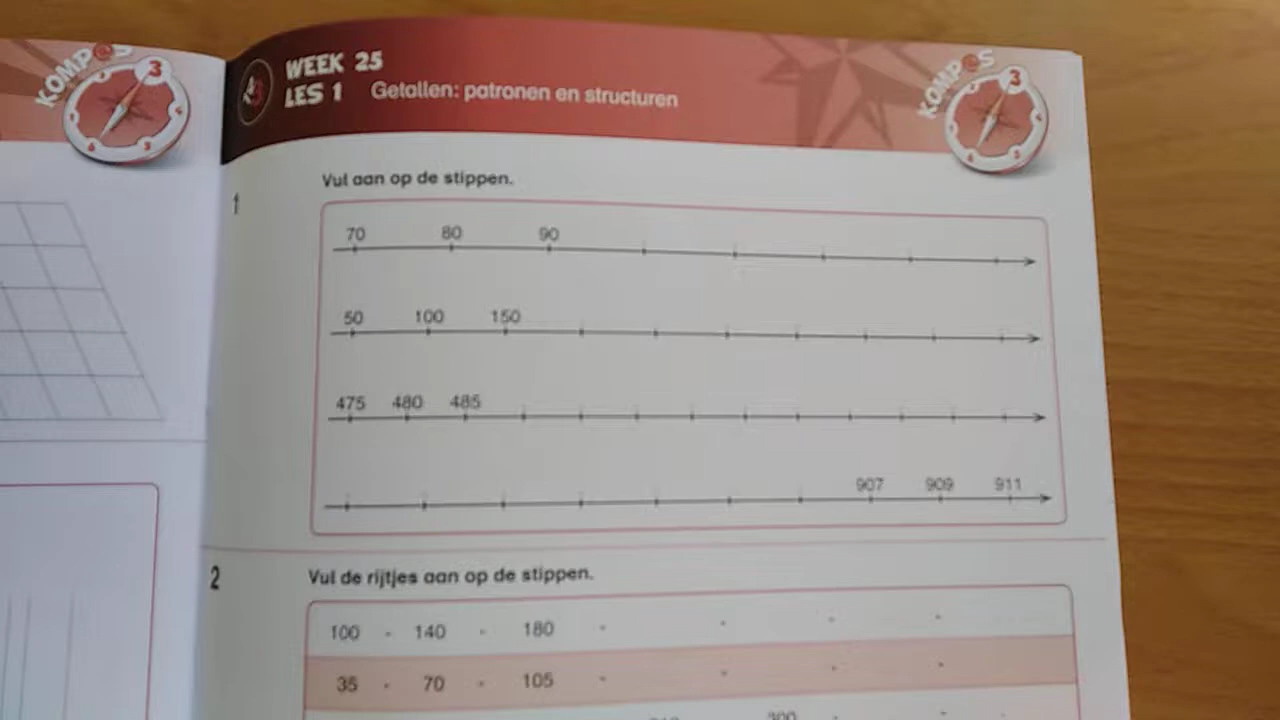 KOMP@S
3
WEEK 25
LES 1 Getallen: patronen en structuren
KOMP@S
3
1
Vul aan op de stippen.
70 80 90
50 100 150
475 480 485
907 909 911
2
Vul de rijtjes aan op de stippen.
100 - 140 - 180 - - - -
35 - 70 - 105 - - - -